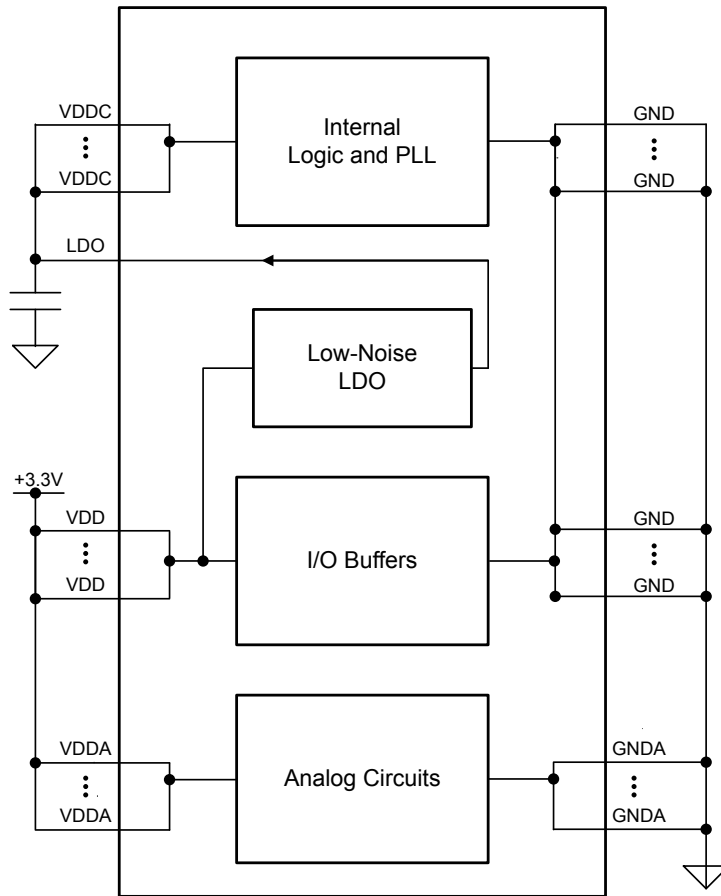 VDDC
VDDC
Internal
Logic and PLL
GND
GND
LDO
Low-Noise
LDO
+3.3V
VDD
VDD
I/O Buffers
GND
GND
VDDA
VDDA
Analog Circuits
GNDA
GNDA